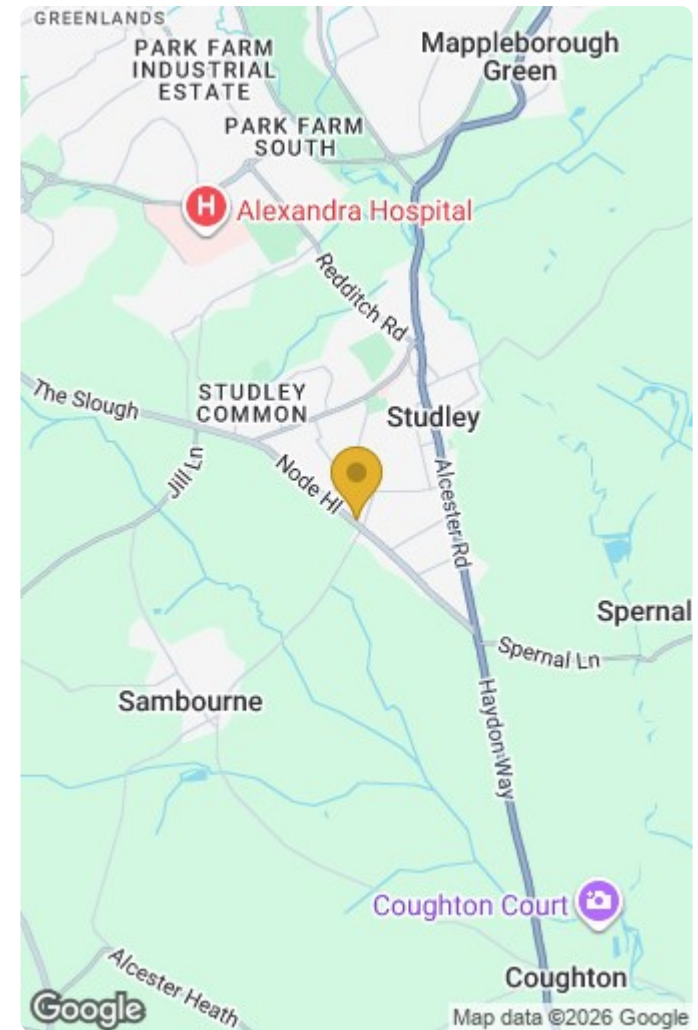 GREENLANDS
PARK FARM
INDUSTRIAL
ESTATE
Mappleborough
Green
PARK FARM
SOUTH
H
Alexandra Hospital
Redditch Rd
The Slough
STUDLEY
COMMON
Studley
Jill Ln
Node Hl
Alcester Rd
Spernal
Spernal Ln
Sambourne
Haydon Way
Coughton Court
Alcester Heath
Coughton
Google
Map data ©2026 Google